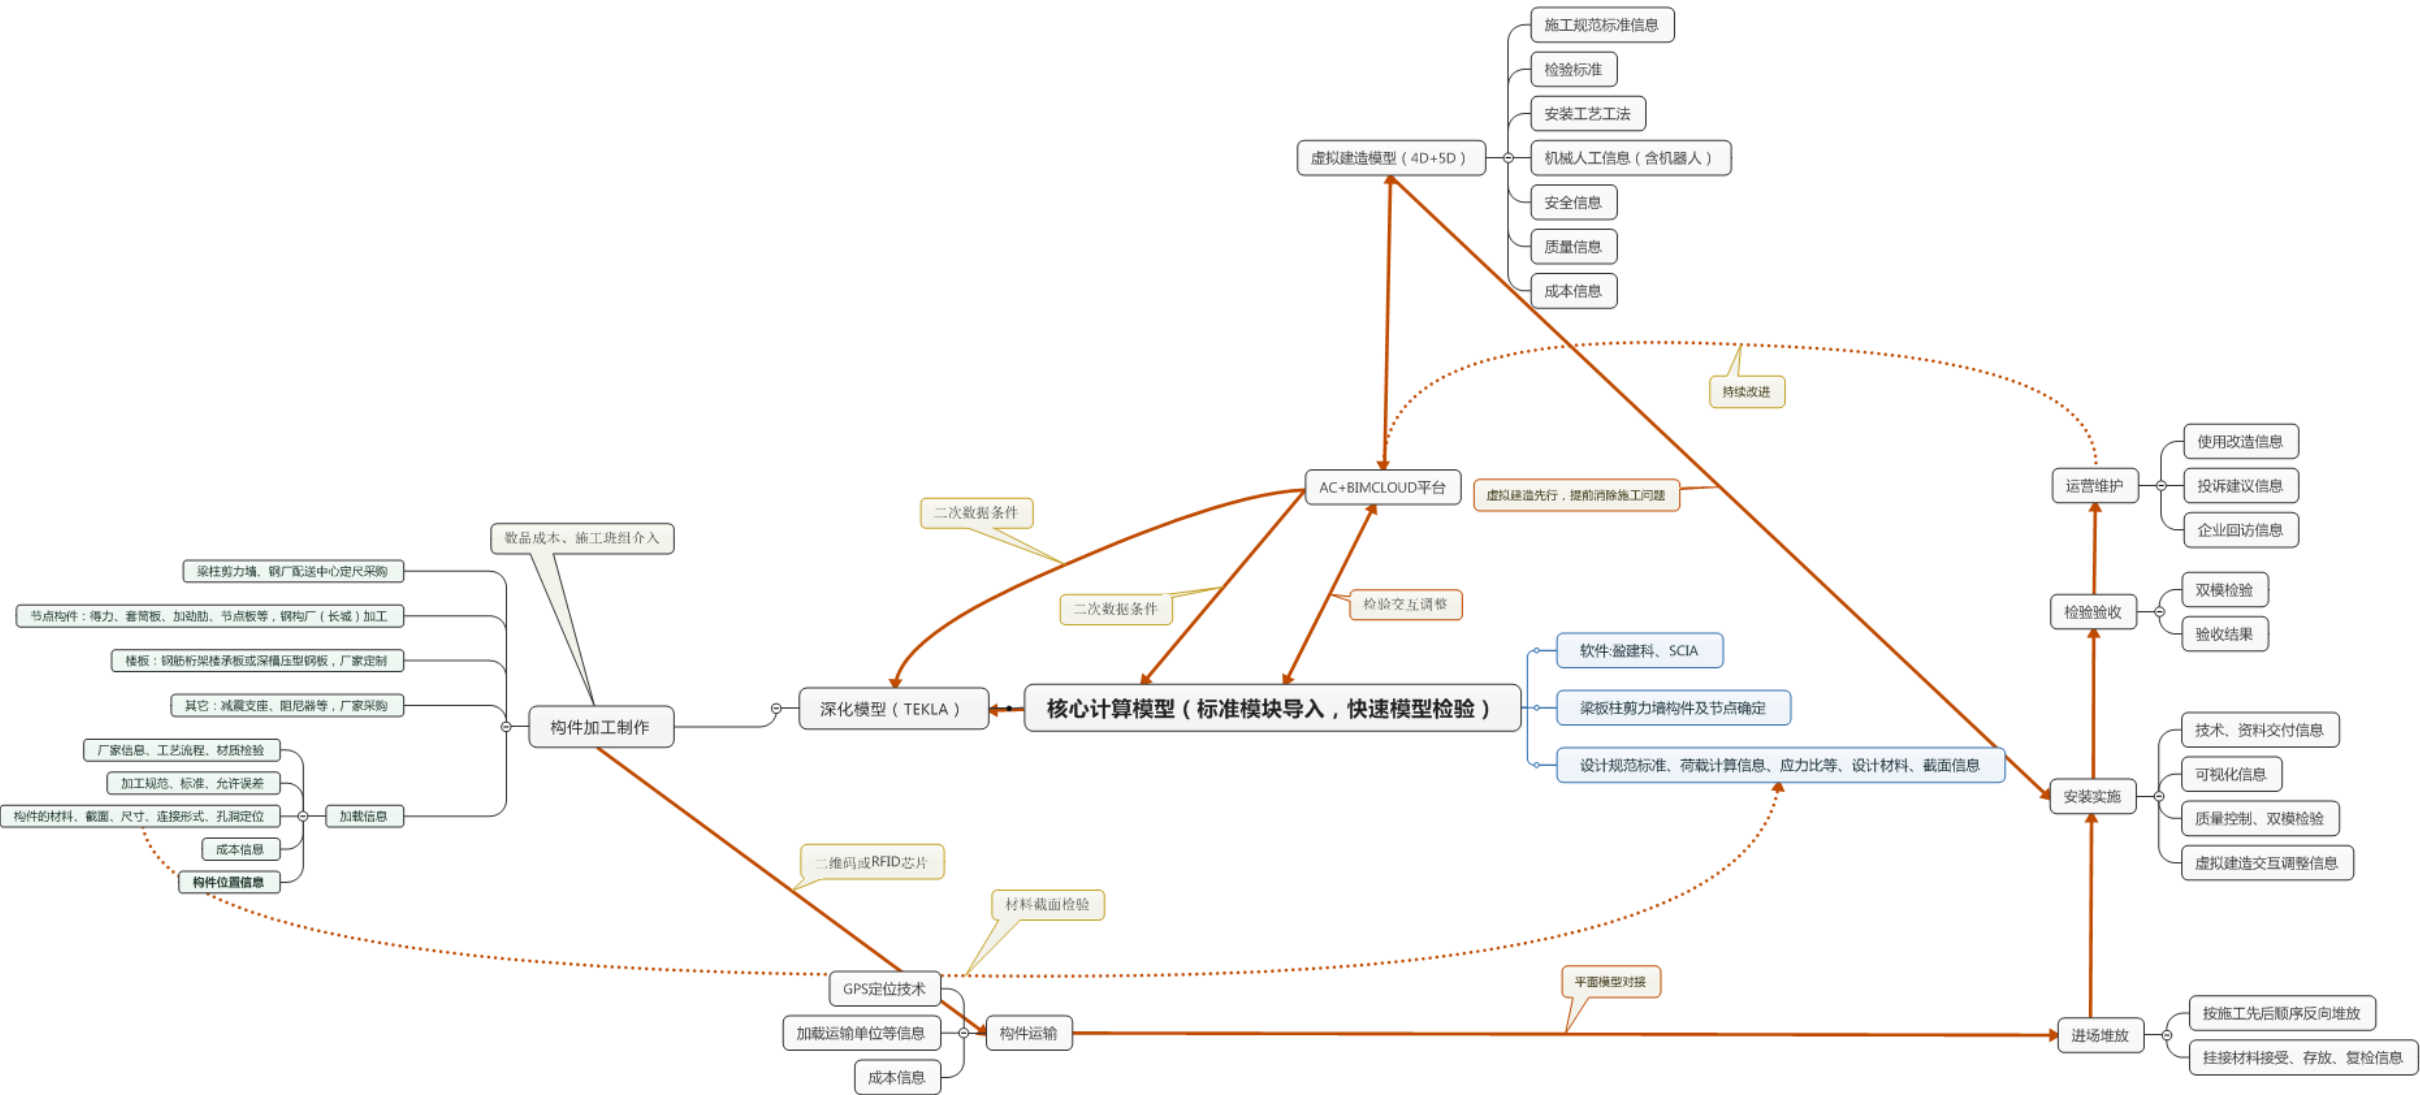 施工规范标准信息
检验标准
安装工艺工法
虚拟建造模型（4D+5D）
机械人工信息（含机器人）
安全信息
质量信息
成本信息
持续改进
AC+BIMCLOUD平台
虚拟建造先行，提前消除施工问题
二次数据条件
二次数据条件
检验交互调整
使用改造信息
运营维护
投诉建议信息
企业回访信息
双模检验
检验验收
验收结果
数品成本、施工班组介入
梁柱剪力墙、钢厂配送中心定尺采购
节点构件：得力、套筒板、加劲肋、节点板等，钢构厂（长城）加工
楼板：钢筋桁架楼承板或深槽压型钢板，厂家定制
其它：减震支座、阻尼器等，厂家采购
构件加工制作
深化模型（TEKLA）
核心计算模型（标准模块导入，快速模型检验）
软件:盈建科、SCIA
梁板柱剪力墙构件及节点确定
设计规范标准、荷载计算信息、应力比等、设计材料、截面信息
厂家信息、工艺流程、材质检验
加工规范、标准、允许误差
构件的材料、截面、尺寸、连接形式、孔洞定位
加载信息
成本信息
构件位置信息
技术、资料交付信息
可视化信息
安装实施
质量控制、双模检验
虚拟建造交互调整信息
二维码或RFID芯片
材料截面检验
GPS定位技术
加载运输单位等信息
构件运输
成本信息
平面模型对接
进场堆放
按施工先后顺序反向堆放
挂接材料接受、存放、复检信息